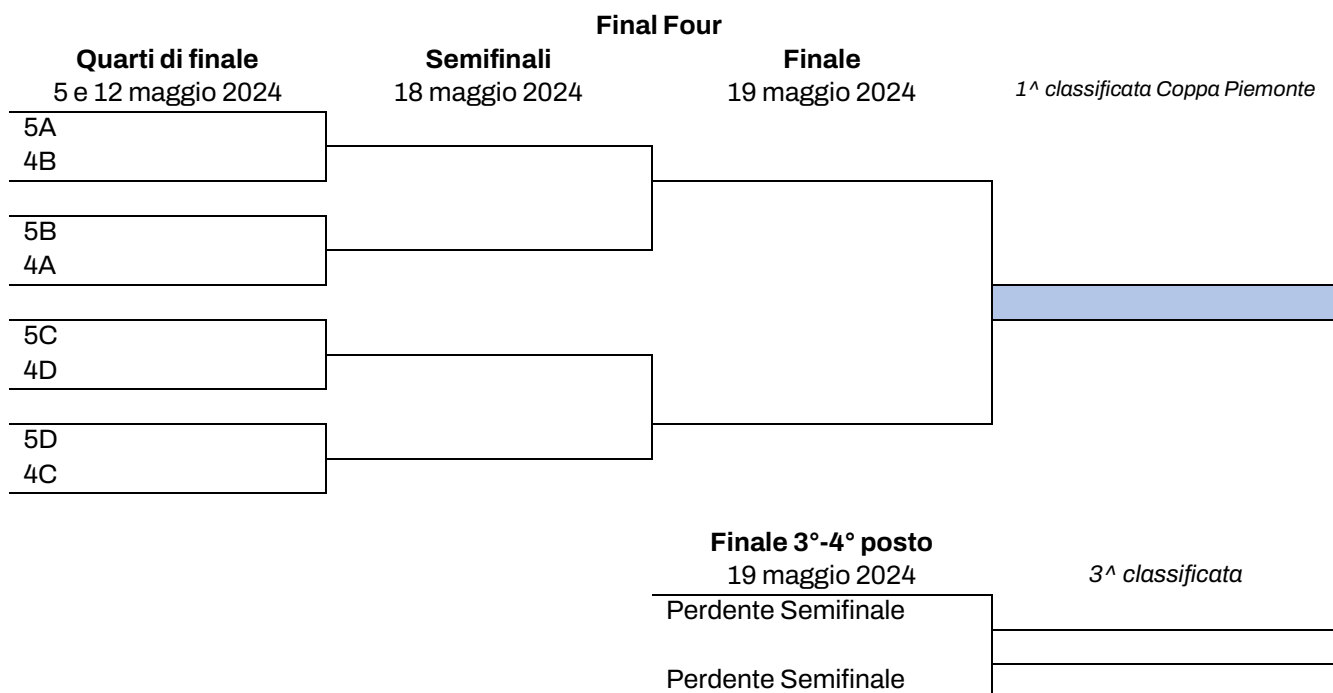 Final Four
Quarti di finale Semifinali Finale
5 e 12 maggio 2024 18 maggio 2024 19 maggio 2024 1^ classificata Coppa Piemonte
5A
4B
5B
4A
5C
4D
5D
4C
Finale 3°-4° posto
19 maggio 2024 3^ classificata
Perdente Semifinale
Perdente Semifinale